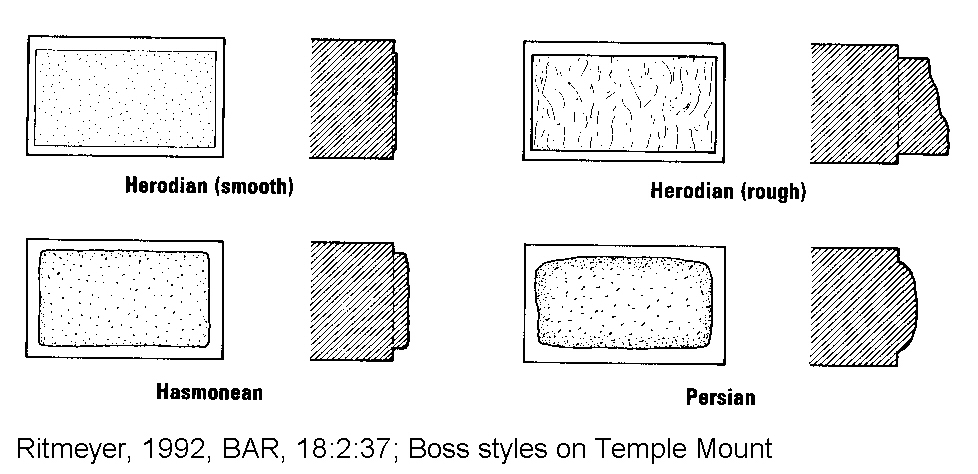 Herodian (smooth)
Herodian (rough)
Hasmonean
Persian
Ritmeyer, 1992, BAR, 18:2:37; Boss styles on Temple Mount